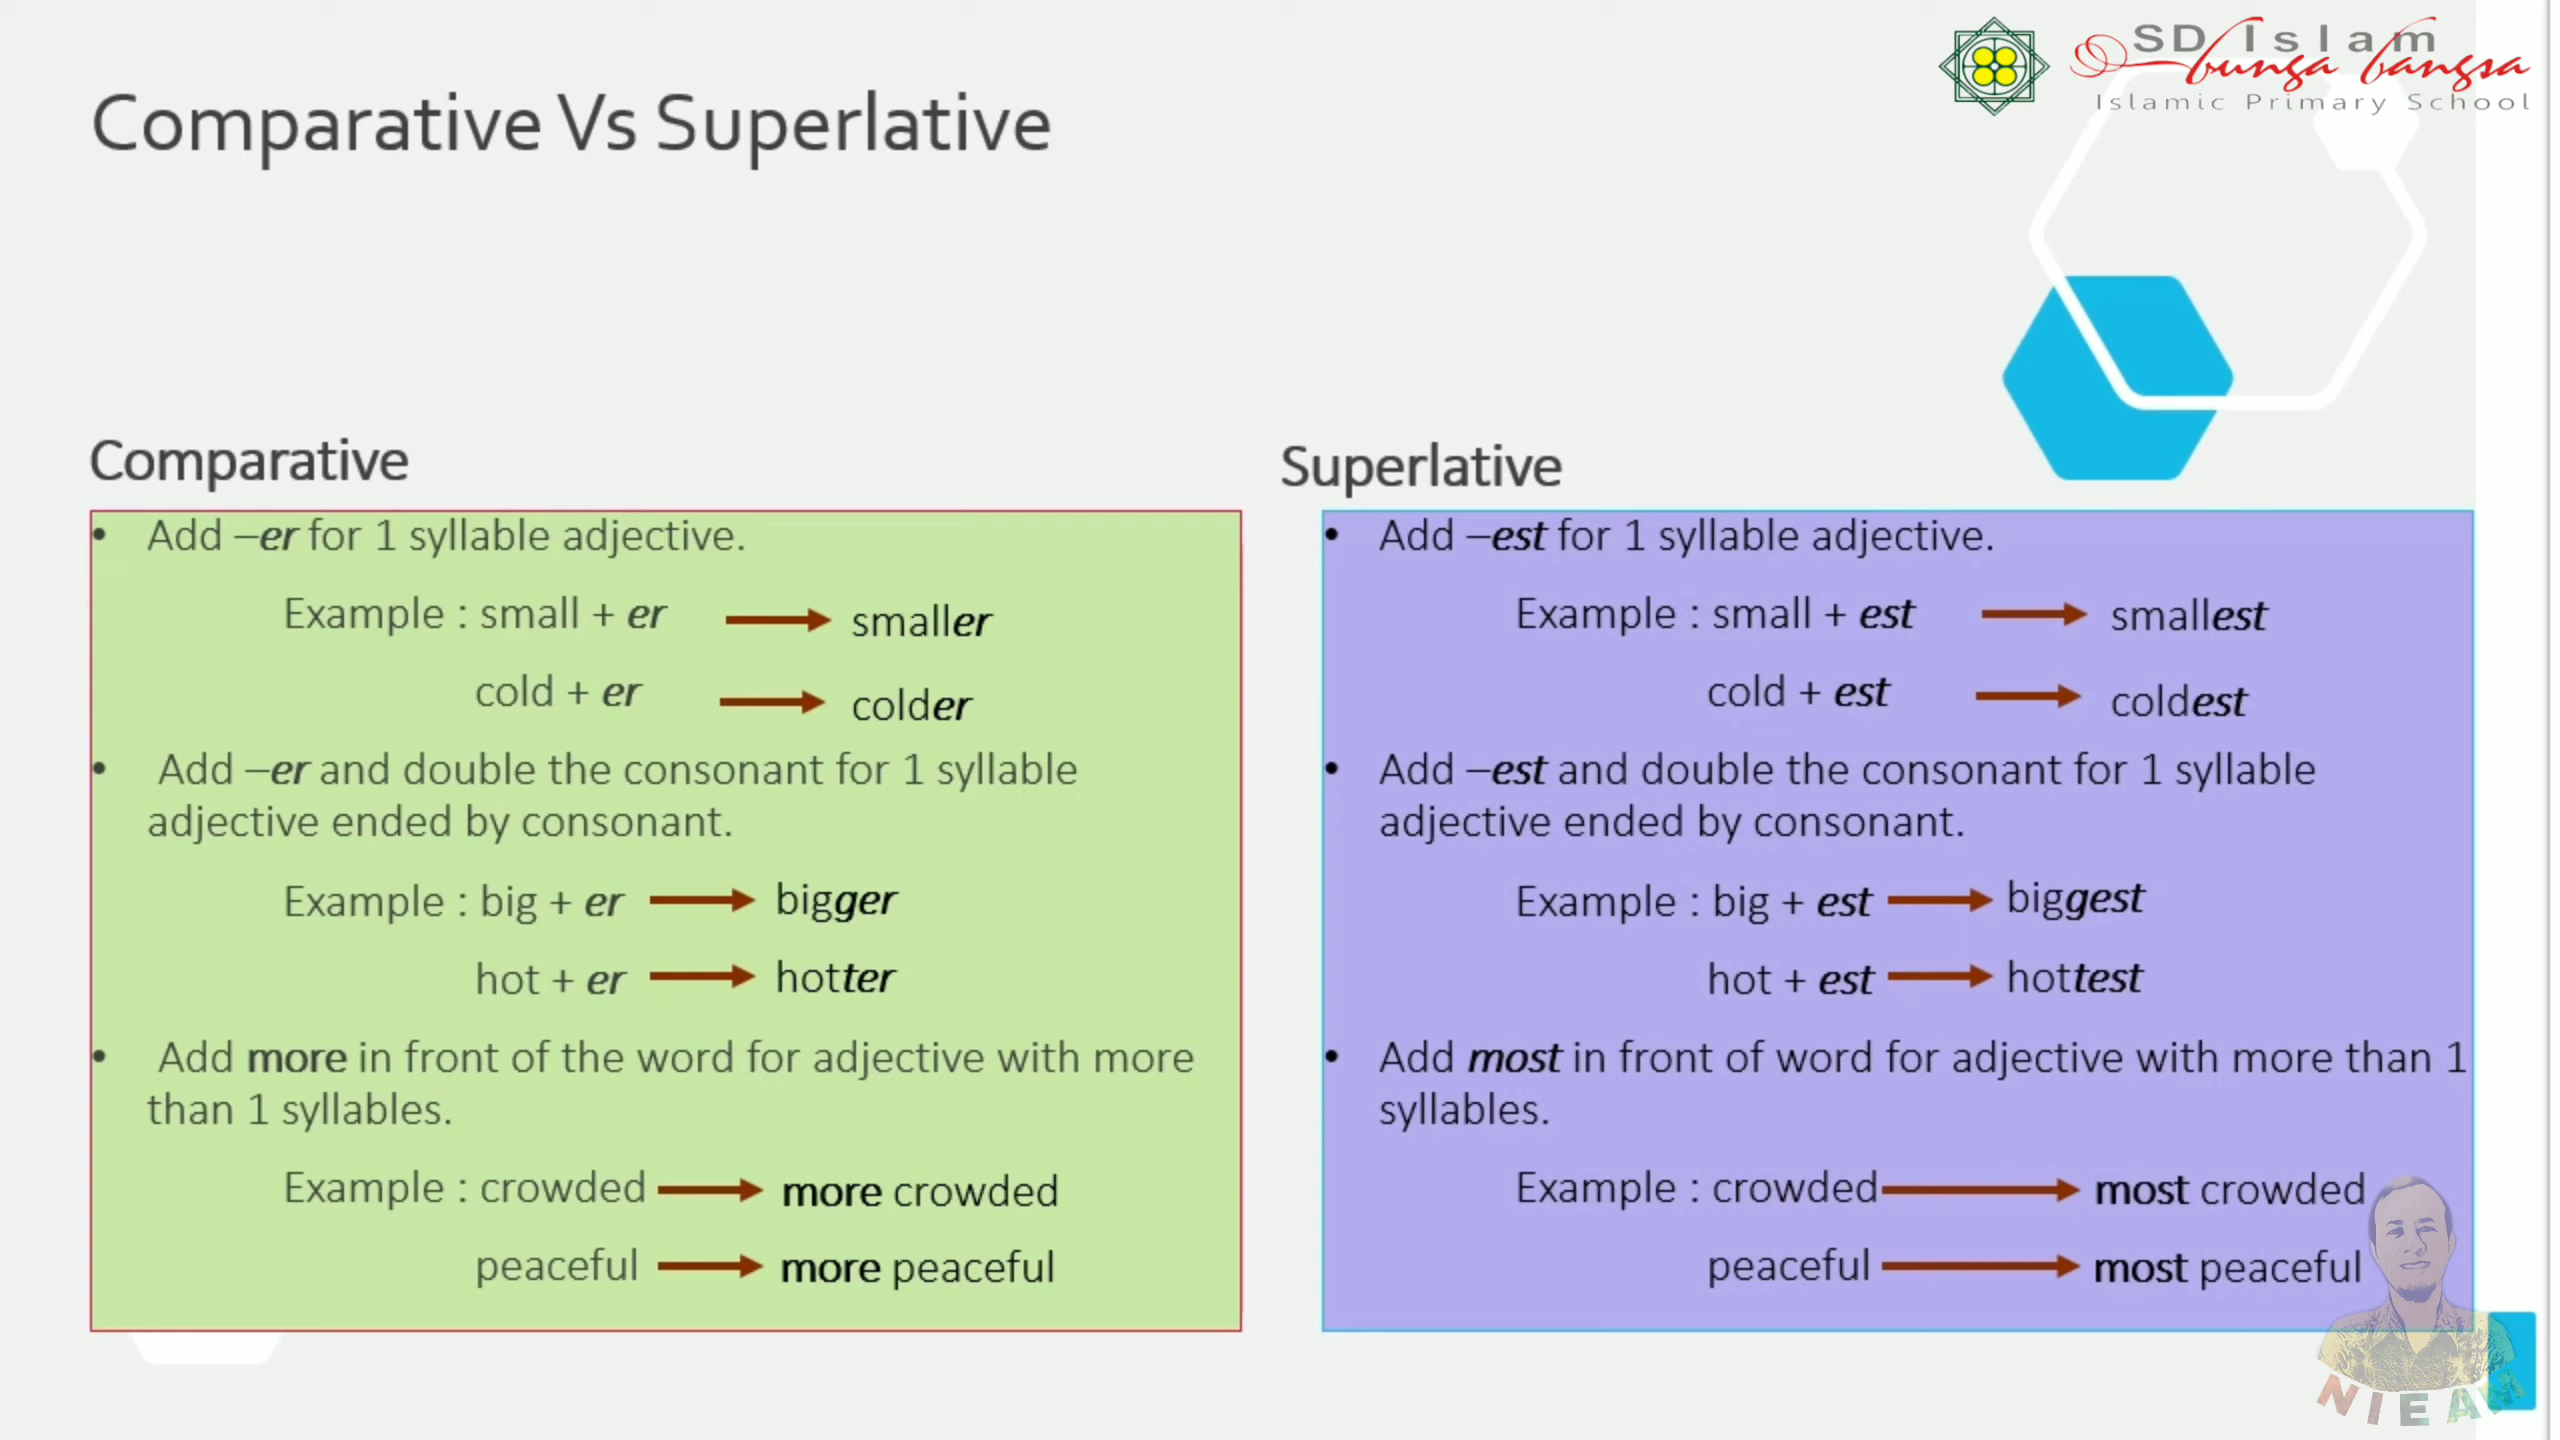 SD Islam
bunga bangsa
Islamic Primary School
Comparative Vs Superlative
Comparative
• Add –er for 1 syllable adjective.
Example : small + er smaller
cold + er colder
• Add –er and double the consonant for 1 syllable
adjective ended by consonant.
Example : big + er bigger
hot + er hotter
• Add more in front of the word for adjective with more
than 1 syllables.
Example : crowded more crowded
peaceful more peaceful
Superlative
• Add –est for 1 syllable adjective.
Example : small + est smallest
cold + est coldest
• Add –est and double the consonant for 1 syllable
adjective ended by consonant.
Example : big + est biggest
hot + est hottest
• Add most in front of word for adjective with more than 1
syllables.
Example : crowded most crowded
peaceful most peaceful